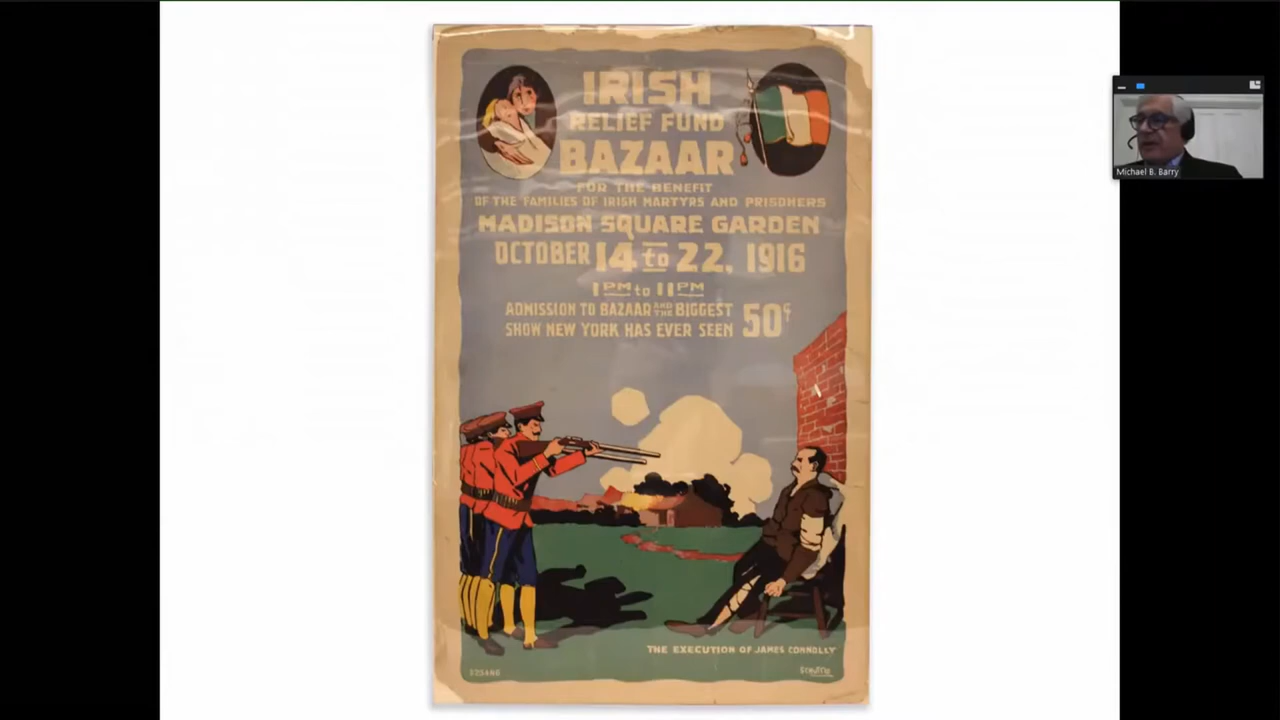 IRISH
RELIEF FUND
BAZAAR
FOR THE BENEFIT
OF THE FAMILIES OF IRISH MARTYRS AND PRISONERS
MADISON SQUARE GARDEN
OCTOBER 14 to 22, 1916
1PM to 11PM
ADMISSION TO BAZAAR AND THE BIGGEST
SHOW NEW YORK HAS EVER SEEN 50
THE EXECUTION OF JAMES CONNOLLY
Michael B. Barry